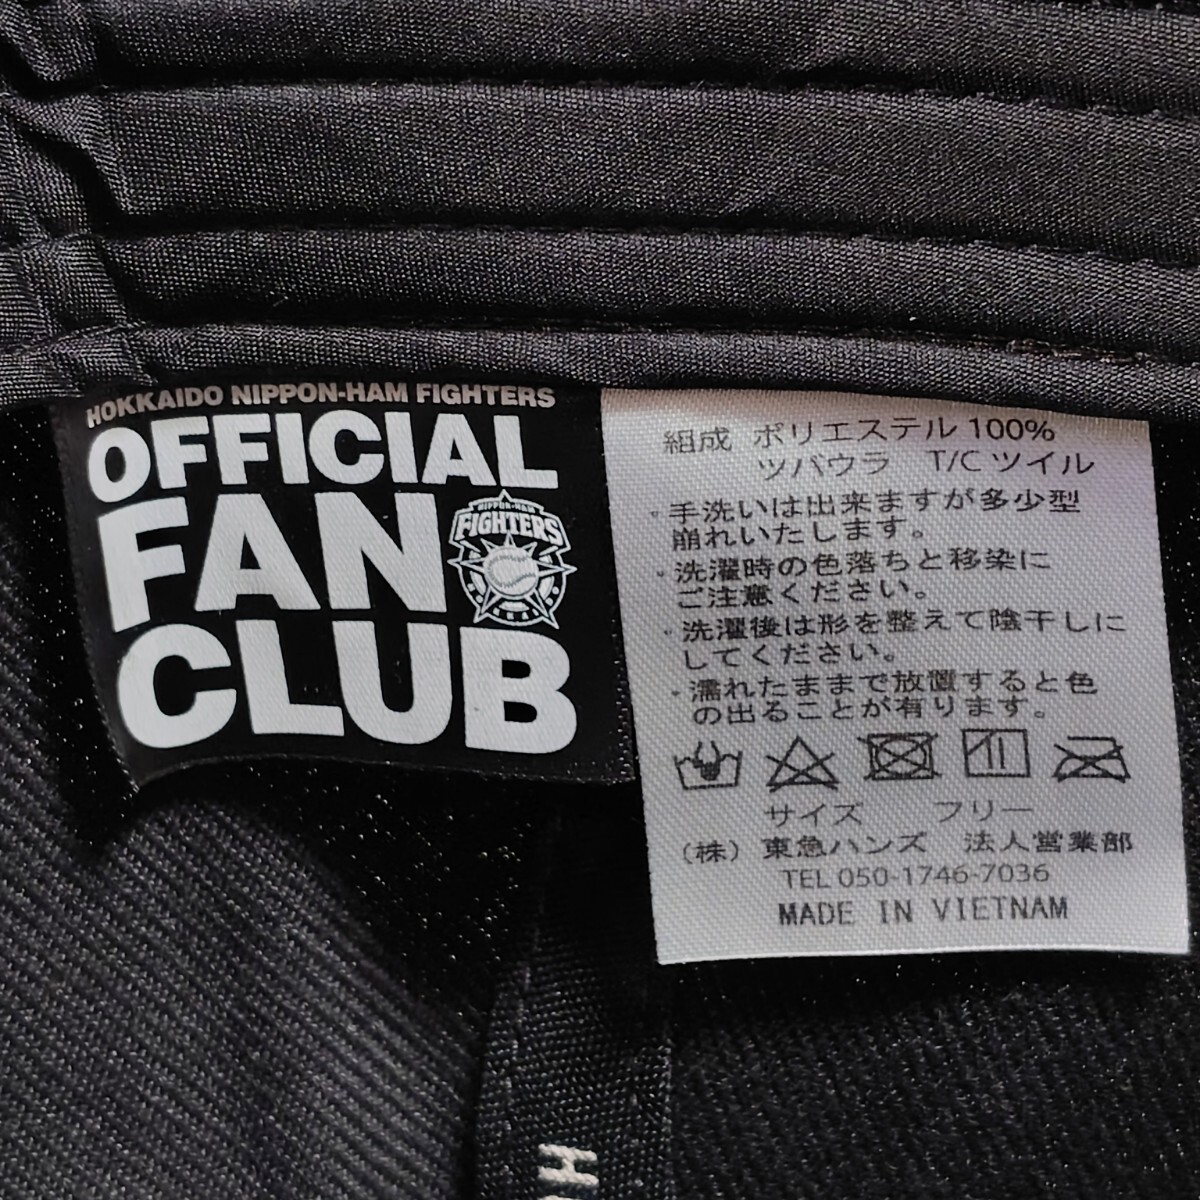 HOKKAIDO NIPPON-HAM FIGHTERS
OFFICIAL
FAN
CLUB
NIPPON-HAM
FIGHTERS
HOKKAIDO
組成 ポリエステル 100%
ツバウラ T/C ツイル
・手洗いは出来ますが多少型
崩れいたします。
・洗濯時の色落ちと移染に
ご注意ください。
・洗濯後は形を整えて陰干しに
してください。
・濡れたままで放置すると色
の出ることが有ります。
サイズ フリー
（株）東急ハンズ 法人営業部
TEL 050-1746-7036
MADE IN VIETNAM